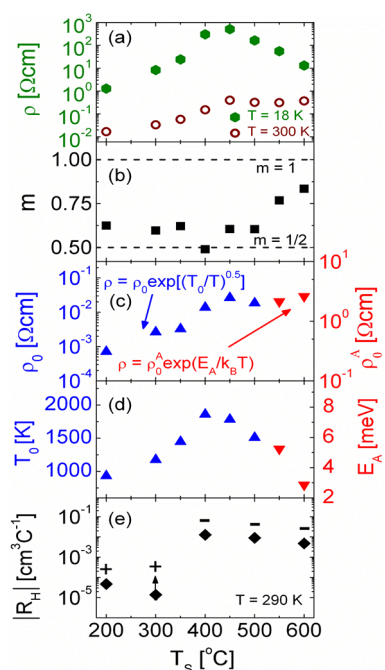 (a)
10³
10²
10¹
10⁰
10⁻¹
10⁻²
ρ [Ωcm]
T = 18 K
T = 300 K
(b)
1.00
0.75
0.50
m
m = 1
m = 1/2
(c)
10⁻¹
10⁻²
10⁻³
10⁻⁴
ρ₀ [Ωcm]
ρ = ρ₀exp[(T₀/T)^0.5]
ρ = ρ₀ᴬexp(E_A/k_BT)
10¹
10⁰
10⁻¹
ρ₀ᴬ [Ωcm]
(d)
2000
1500
1000
T₀ [K]
8
6
4
2
E_A [meV]
(e)
10⁻¹
10⁻³
10⁻⁵
|R_H| [cm³C⁻¹]
T = 290 K
200 300 400 500 600
T_S [°C]